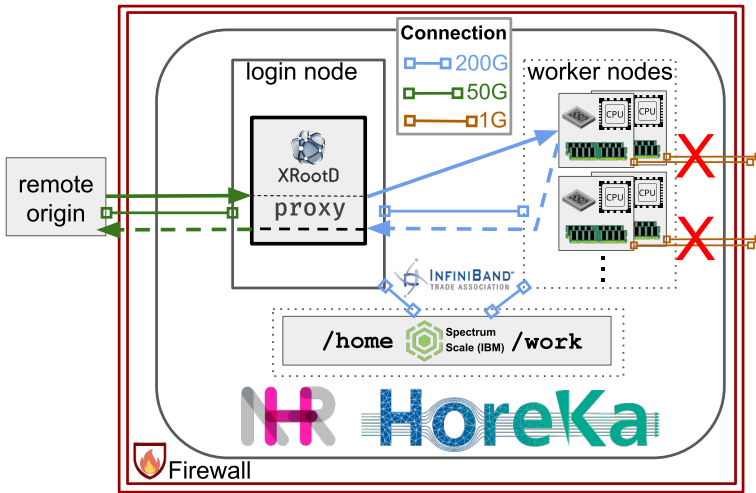 Connection
200G
50G
1G
login node
worker nodes
CPU
CPU
XRootD
proxy
remote
origin
X
CPU
CPU
X
INFINIBAND™
TRADE ASSOCIATION
/home
Spectrum
Scale (IBM)
/work
NHR
HoreKa
Firewall